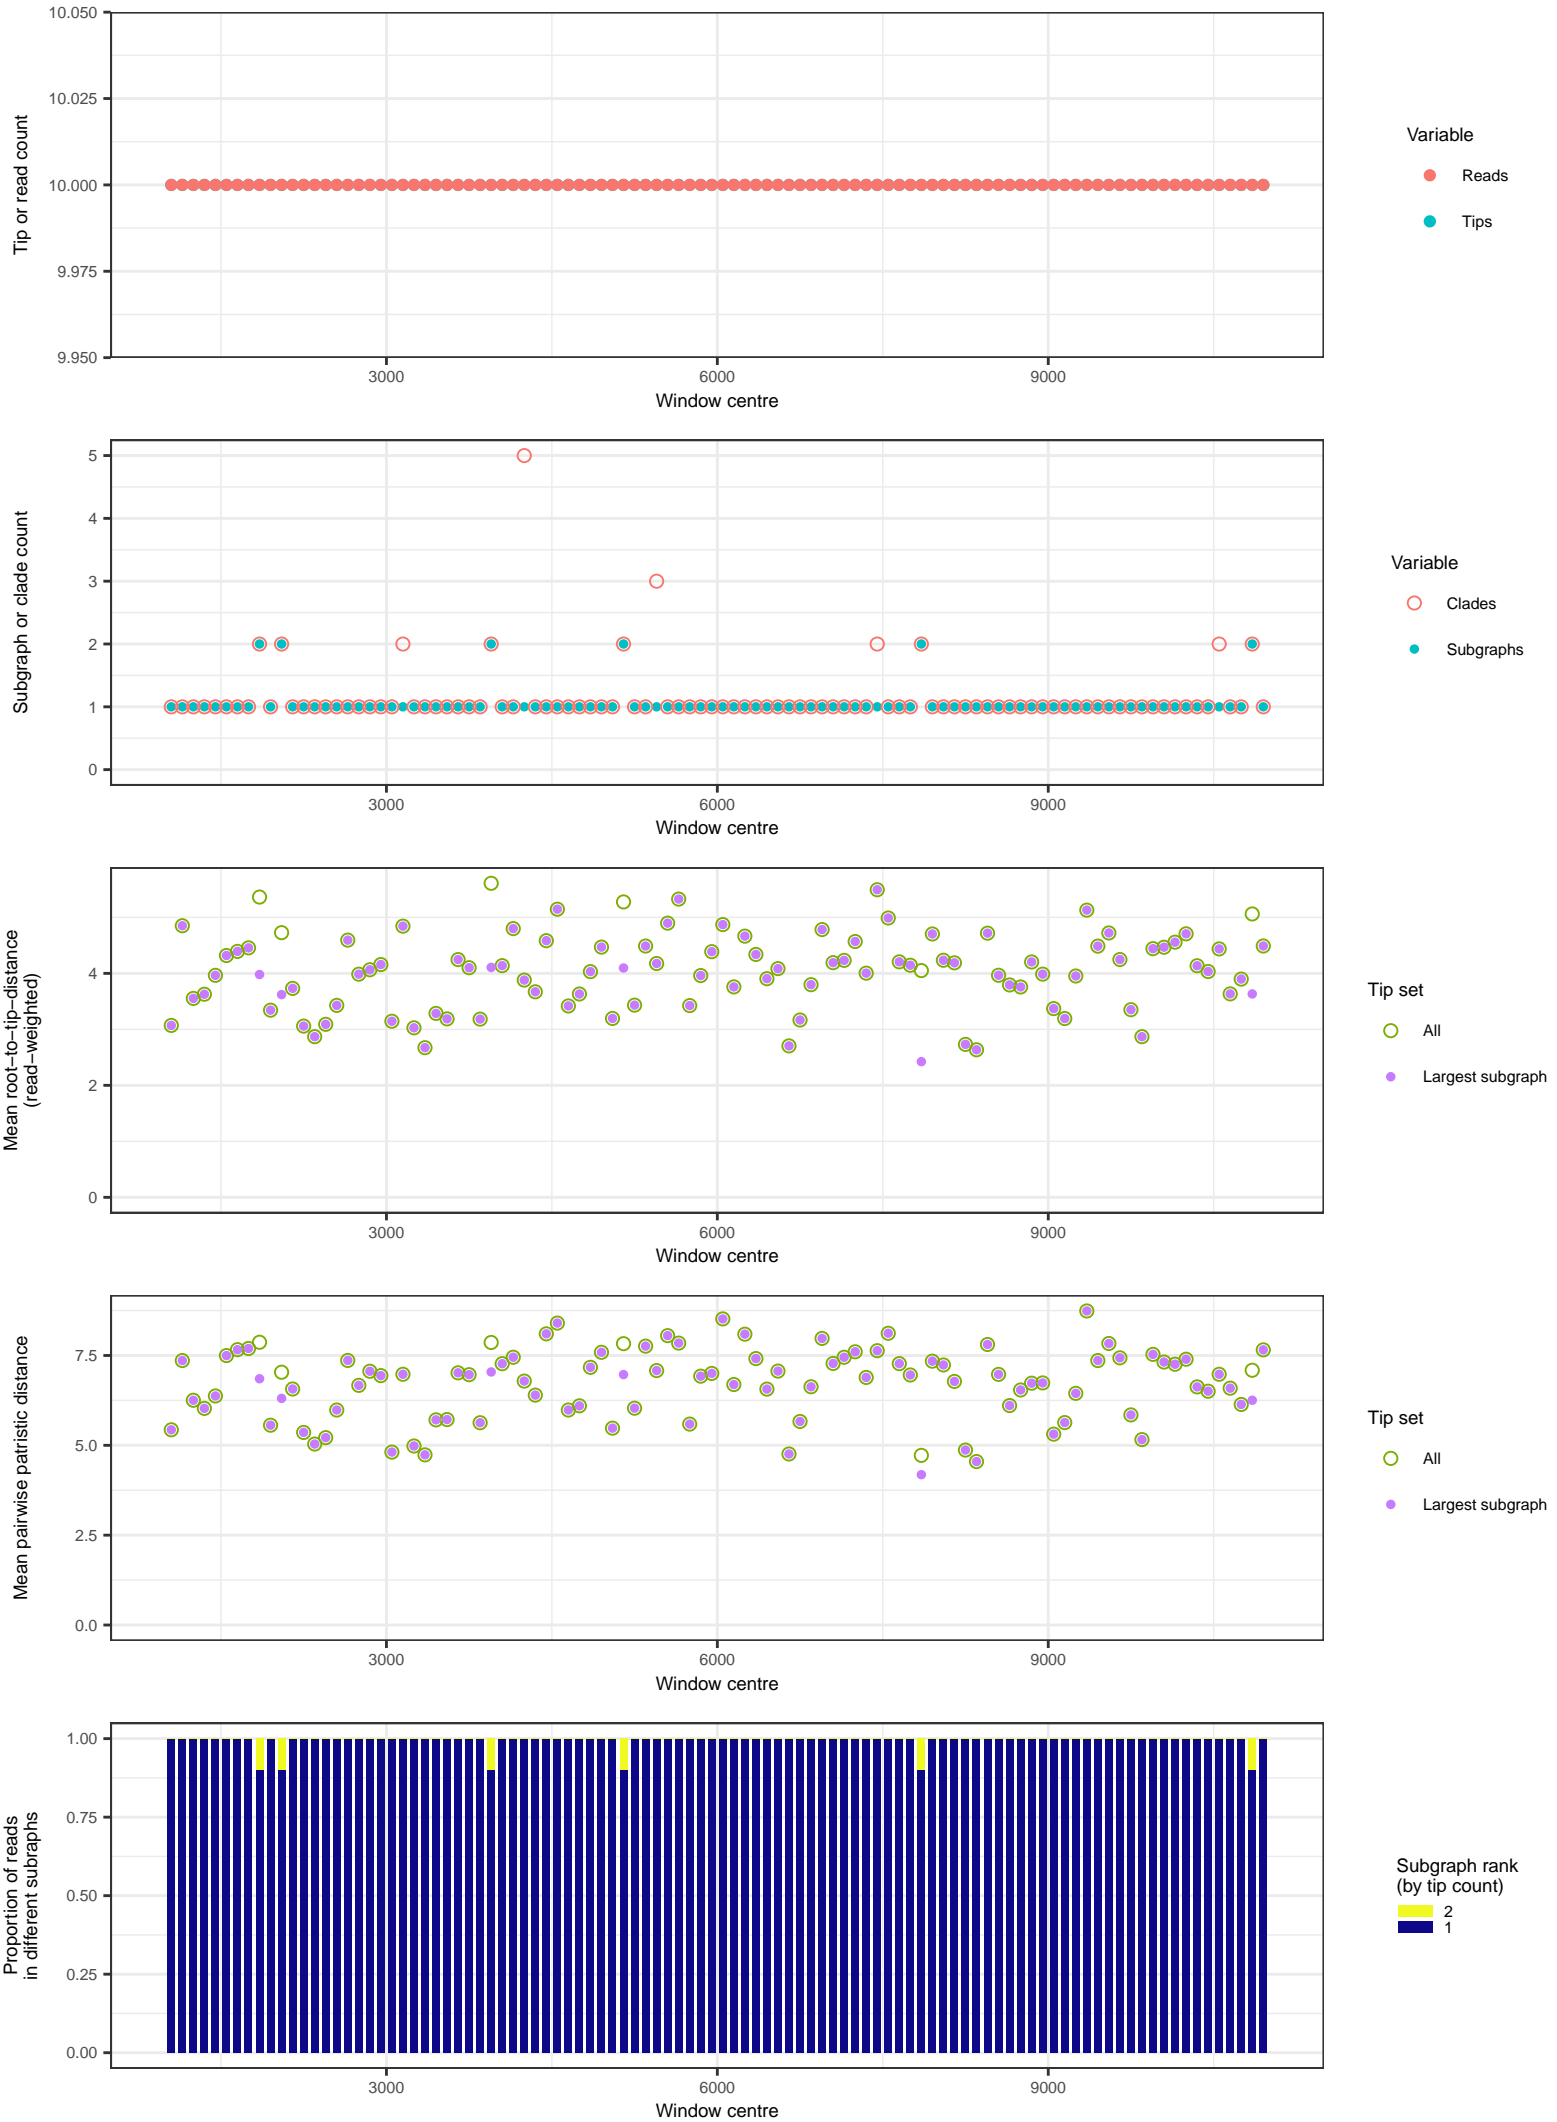 10.050
10.025
10.000
9.975
9.950
Tip or read count
3000
6000
9000
Window centre
Variable
Reads
Tips
5
4
3
2
1
0
Subgraph or clade count
3000
6000
9000
Window centre
Variable
Clades
Subgraphs
4
2
0
Mean root−to−tip−distance
(read−weighted)
3000
6000
9000
Window centre
Tip set
All
Largest subgraph
7.5
5.0
2.5
0.0
Mean pairwise patristic distance
3000
6000
9000
Window centre
Tip set
All
Largest subgraph
1.00
0.75
0.50
0.25
0.00
Proportion of reads
in different subraphs
3000
6000
9000
Window centre
Subgraph rank
(by tip count)
2
1